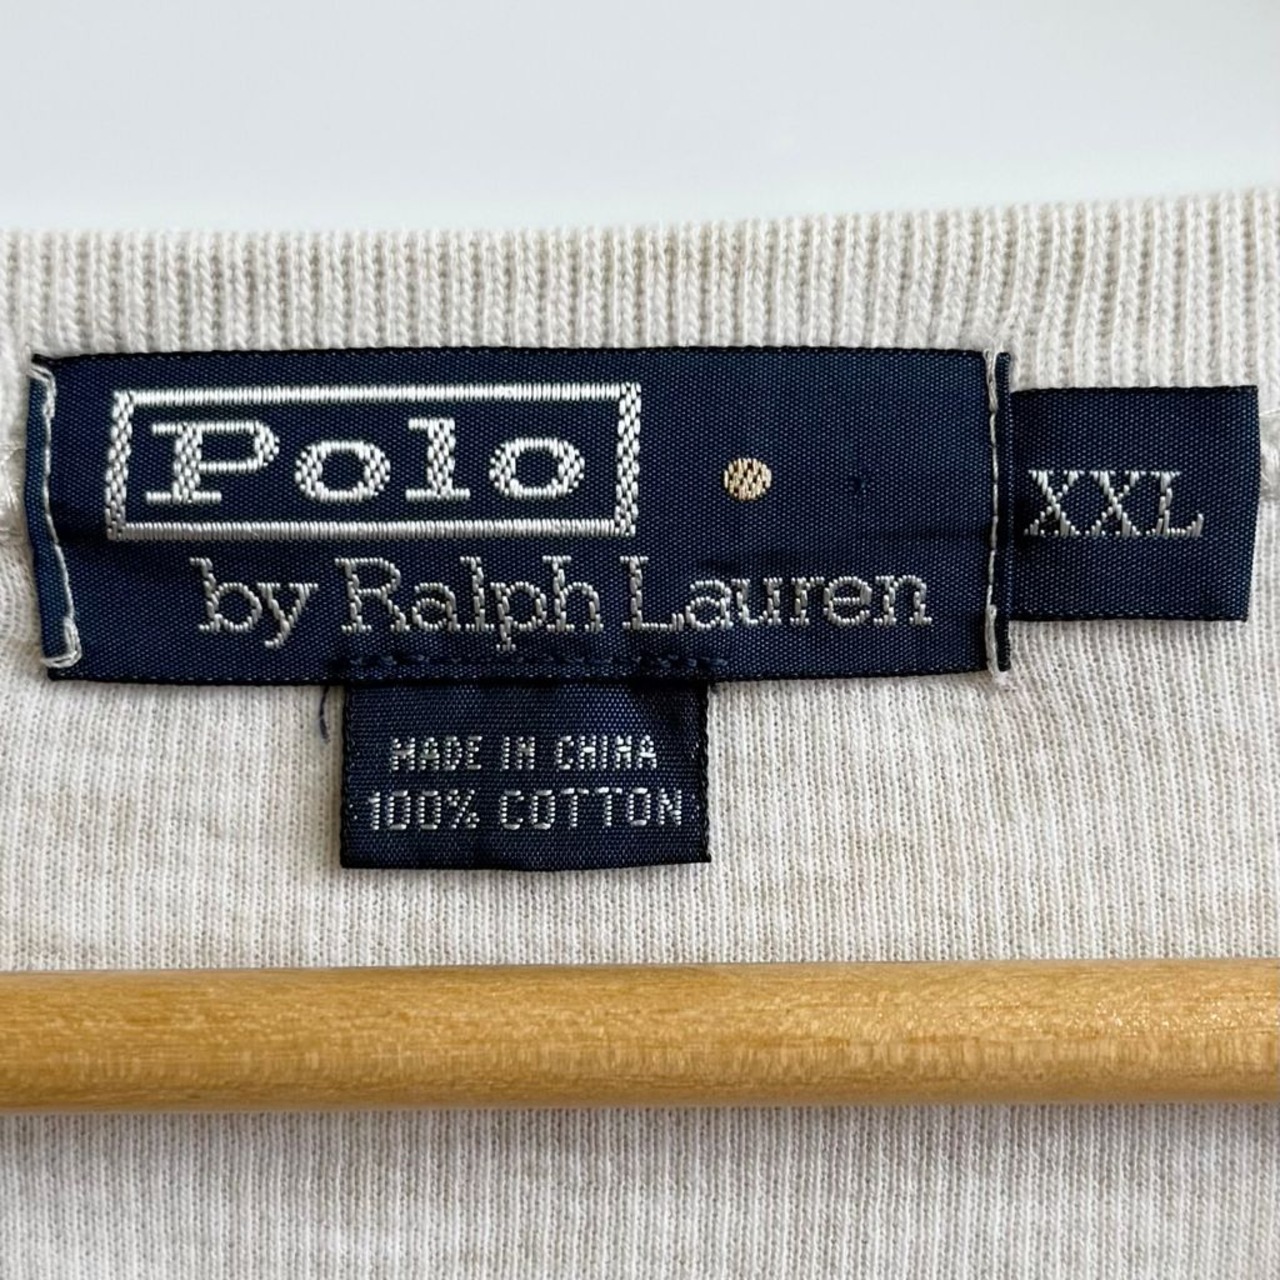 Polo
by Ralph Lauren
XXL
MADE IN CHINA
100% COTTON